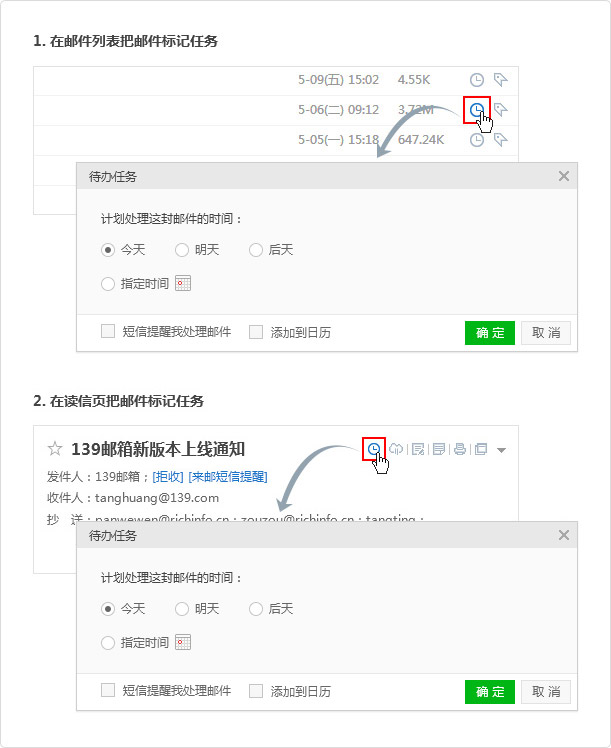 1. 在邮件列表把邮件标记任务
5-09(五) 15:02 4.55K
5-06(二) 09:12 3.72M
5-05(一) 15:18 647.24K
待办任务
计划处理这封邮件的时间：
今天 明天 后天
指定时间
短信提醒我处理邮件 添加到日历 确 定 取 消
2. 在读信页把邮件标记任务
139邮箱新版本上线通知
发件人：139邮箱；[拒收] [来邮短信提醒]
收件人：tanghuang@139.com
抄 送：panwewen@richinfo.cn；zouzou@richinfo.cn；tangting；
待办任务
计划处理这封邮件的时间：
今天 明天 后天
指定时间
短信提醒我处理邮件 添加到日历 确 定 取 消